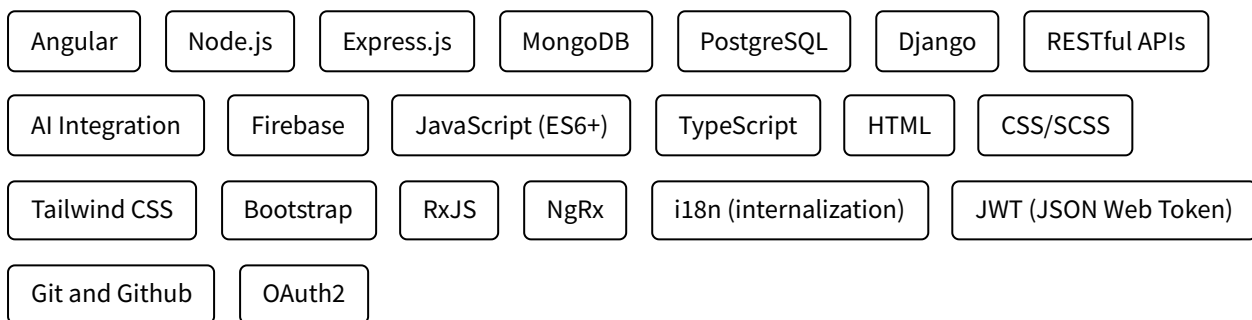 Angular Node.js Express.js MongoDB PostgreSQL Django RESTful APIs
AI Integration Firebase JavaScript (ES6+) TypeScript HTML CSS/SCSS
Tailwind CSS Bootstrap RxJS NgRx i18n (internalization) JWT (JSON Web Token)
Git and Github OAuth2